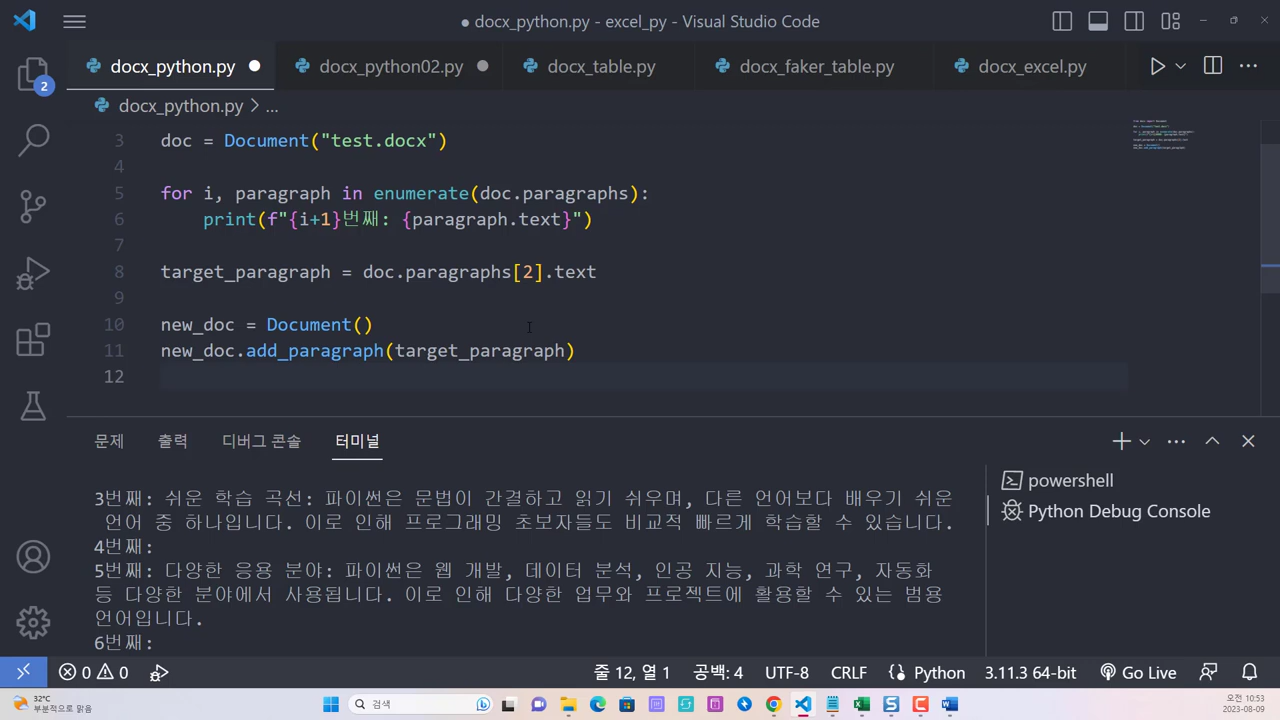 docx_python.py - excel_py - Visual Studio Code
docx_python.py docx_python02.py docx_table.py docx_faker_table.py docx_excel.py
2
docx_python.py > ...
3 doc = Document("test.docx")
4
5 for i, paragraph in enumerate(doc.paragraphs):
6 print(f"{i+1}번째: {paragraph.text}")
7
8 target_paragraph = doc.paragraphs[2].text
9
10 new_doc = Document()
11 new_doc.add_paragraph(target_paragraph)
12
문제 출력 디버그 콘솔 터미널
powershell
Python Debug Console
3번째: 쉬운 학습 곡선: 파이썬은 문법이 간결하고 읽기 쉬우며, 다른 언어보다 배우기 쉬운
언어 중 하나입니다. 이로 인해 프로그래밍 초보자들도 비교적 빠르게 학습할 수 있습니다.
4번째:
5번째: 다양한 응용 분야: 파이썬은 웹 개발, 데이터 분석, 인공 지능, 과학 연구, 자동화
등 다양한 분야에서 사용됩니다. 이로 인해 다양한 업무와 프로젝트에 활용할 수 있는 범용
언어입니다.
6번째:
0 0 줄 12, 열 1 공백: 4 UTF-8 CRLF Python 3.11.3 64-bit Go Live
32°C
부분적으로 맑음
검색
오전 10:53
2023-08-09